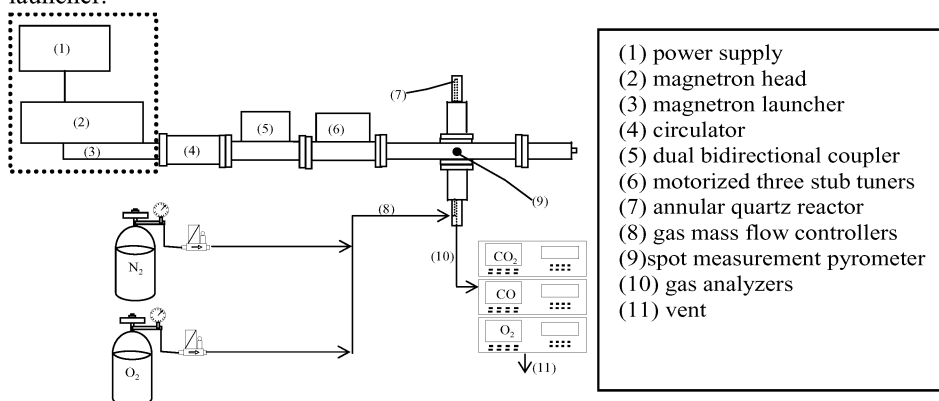 launcher.
(1)
(2)
(3)
(4)
(5)
(6)
(7)
(9)
(8)
(10)
N2
O2
CO2
CO
O2
(11)
(1) power supply
(2) magnetron head
(3) magnetron launcher
(4) circulator
(5) dual bidirectional coupler
(6) motorized three stub tuners
(7) annular quartz reactor
(8) gas mass flow controllers
(9)spot measurement pyrometer
(10) gas analyzers
(11) vent